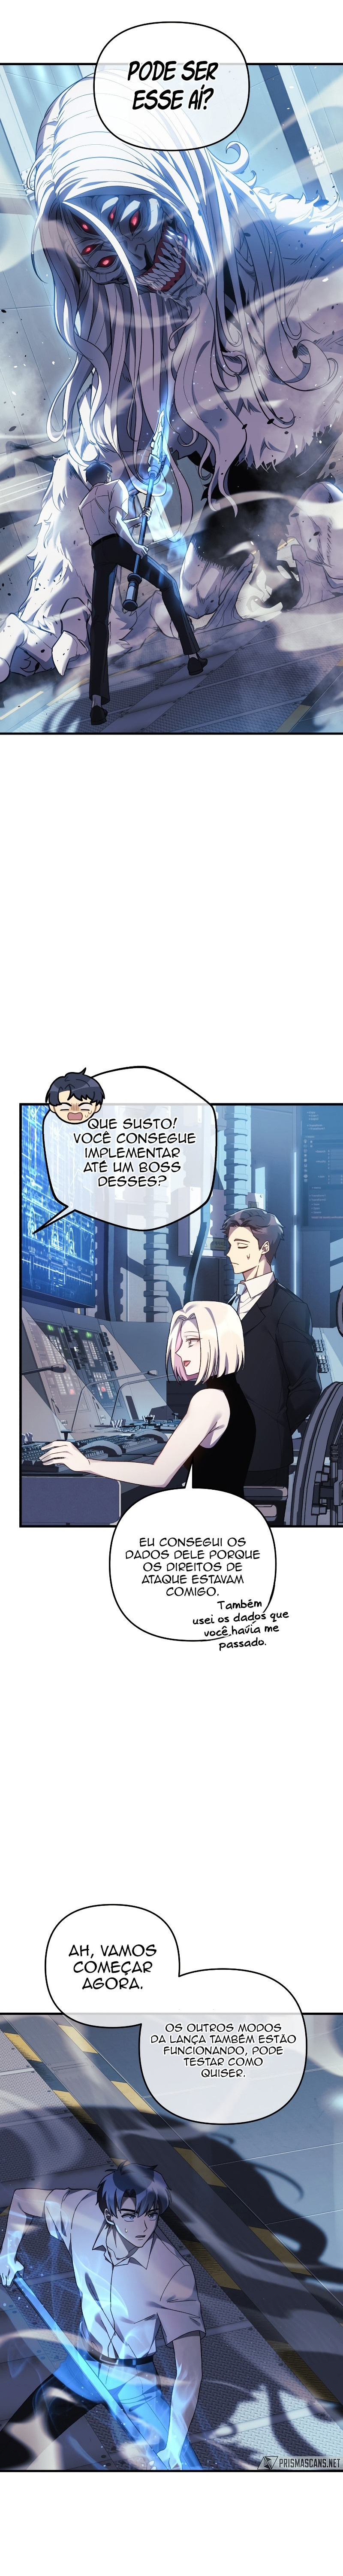 PODE SER
ESSE AÍ?
QUE SUSTO!
VOCÊ CONSEGUE
IMPLEMENTAR
ATÉ UM BOSS
DESSES?
EU CONSEGUI OS
DADOS DELE PORQUE
OS DIREITOS DE
ATAQUE ESTAVAM
COMIGO.
Também
usei os dados que
você havia me
passado.
AH, VAMOS
COMEÇAR
AGORA.
OS OUTROS MODOS
DA LANÇA TAMBÉM ESTÃO
FUNCIONANDO, PODE
TESTAR COMO
QUISER.
PRISMASCANS.NET